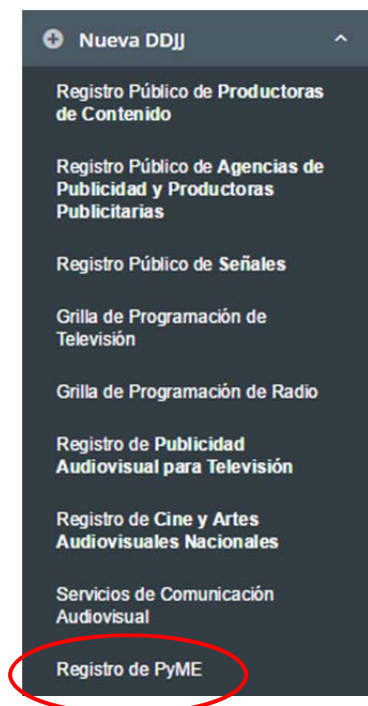 Nueva DDJJ
Registro Público de Productoras
de Contenido
Registro Público de Agencias de
Publicidad y Productoras
Publicitarias
Registro Público de Señales
Grilla de Programación de
Televisión
Grilla de Programación de Radio
Registro de Publicidad
Audiovisual para Televisión
Registro de Cine y Artes
Audiovisuales Nacionales
Servicios de Comunicación
Audiovisual
Registro de PyME